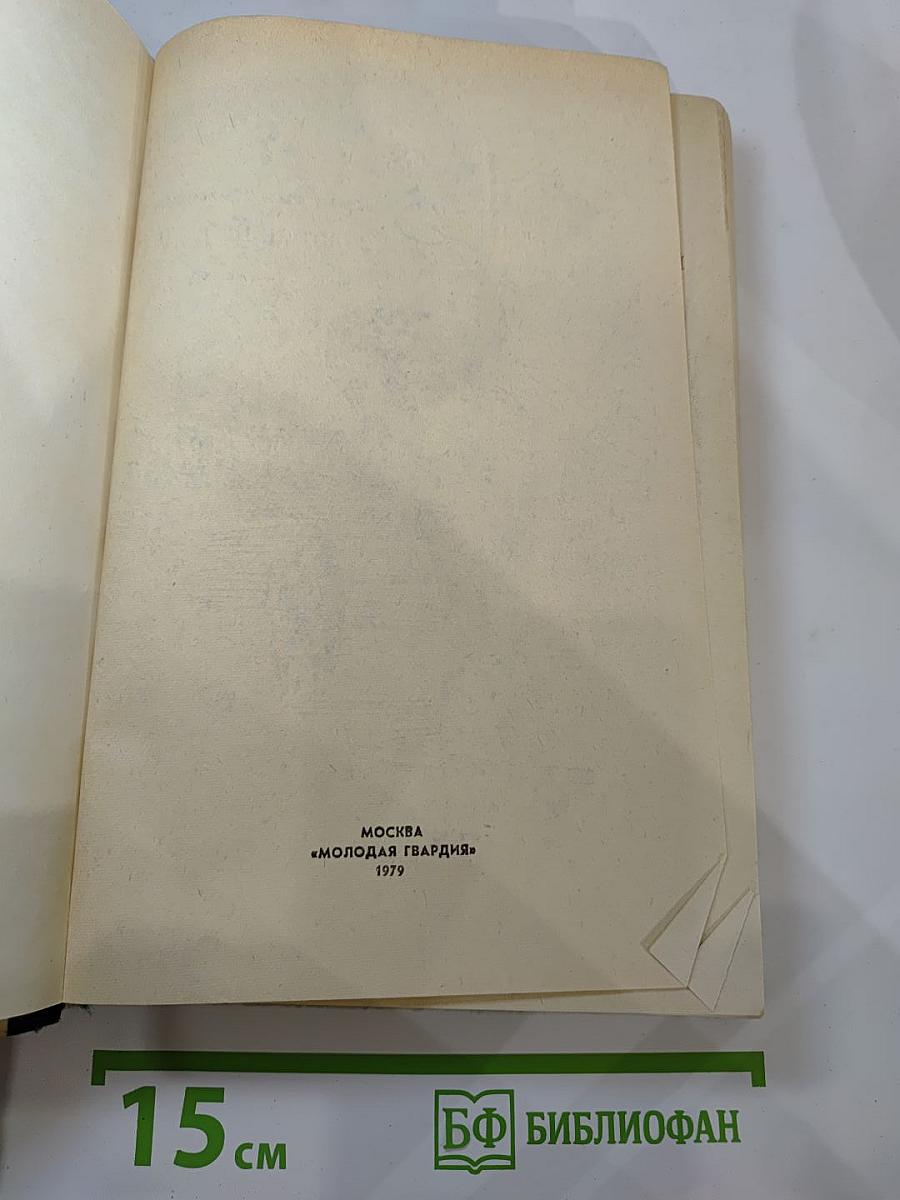 МОСКВА
«МОЛОДАЯ ГВАРДИЯ»
1979
15 см
БФ БИБЛИОФАН